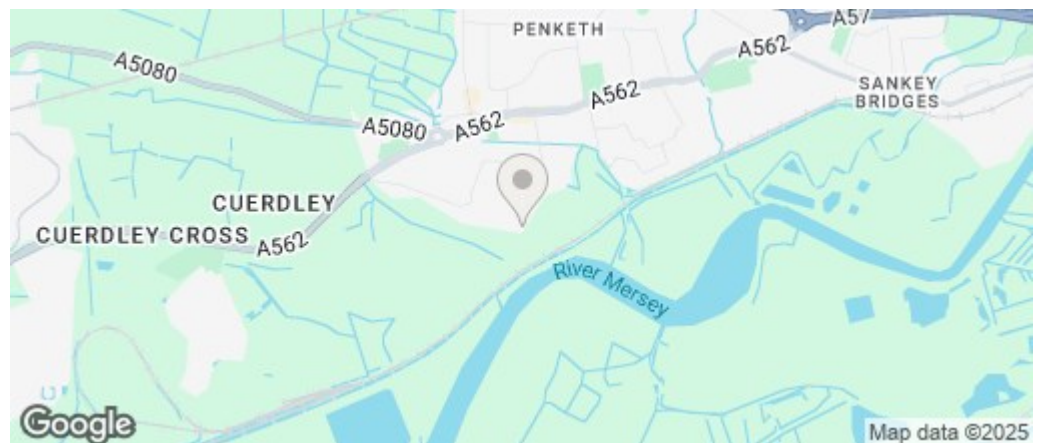 PENKETH
A57
A562
SANKEY
BRIDGES
A5080
A562
A5080
A562
CUERDLEY
CUERDLEY CROSS
A562
River Mersey
Google
Map data ©2025